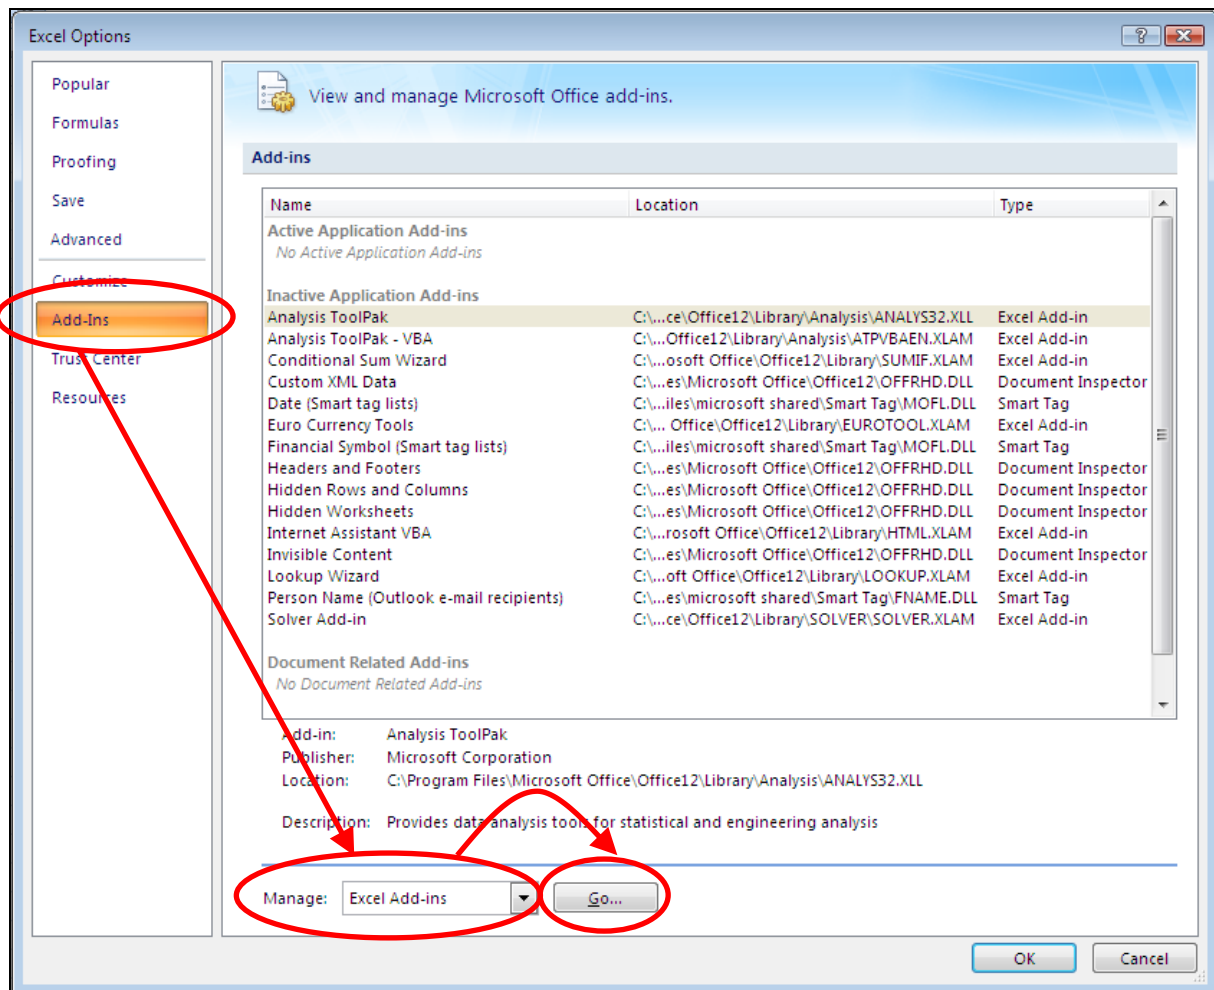 Excel Options
Popular
Formulas
Proofing
Save
Advanced
Customize
Add-Ins
Trust Center
Resources
View and manage Microsoft Office add-ins.
Add-ins
Name Location Type
Active Application Add-ins
No Active Application Add-ins
Inactive Application Add-ins
Analysis ToolPak C:\...ce\Office12\Library\Analysis\ANALYS32.XLL Excel Add-in
Analysis ToolPak - VBA C:\...Office12\Library\Analysis\ATPVBAEN.XLAM Excel Add-in
Conditional Sum Wizard C:\...osoft Office\Office12\Library\SUMIF.XLAM Excel Add-in
Custom XML Data C:\...es\Microsoft Office\Office12\OFFRHD.DLL Document Inspector
Date (Smart tag lists) C:\...iles\microsoft shared\Smart Tag\MOFL.DLL Smart Tag
Euro Currency Tools C:\... Office\Office12\Library\EUROTOOL.XLAM Excel Add-in
Financial Symbol (Smart tag lists) C:\...iles\microsoft shared\Smart Tag\MOFL.DLL Smart Tag
Headers and Footers C:\...es\Microsoft Office\Office12\OFFRHD.DLL Document Inspector
Hidden Rows and Columns C:\...es\Microsoft Office\Office12\OFFRHD.DLL Document Inspector
Hidden Worksheets C:\...es\Microsoft Office\Office12\OFFRHD.DLL Document Inspector
Internet Assistant VBA C:\...rosoft Office\Office12\Library\HTML.XLAM Excel Add-in
Invisible Content C:\...es\Microsoft Office\Office12\OFFRHD.DLL Document Inspector
Lookup Wizard C:\...oft Office\Office12\Library\LOOKUP.XLAM Excel Add-in
Person Name (Outlook e-mail recipients) C:\...es\microsoft shared\Smart Tag\FNAME.DLL Smart Tag
Solver Add-in C:\...ce\Office12\Library\SOLVER\SOLVER.XLAM Excel Add-in
Document Related Add-ins
No Document Related Add-ins
Add-in: Analysis ToolPak
Publisher: Microsoft Corporation
Location: C:\Program Files\Microsoft Office\Office12\Library\Analysis\ANALYS32.XLL
Description: Provides data analysis tools for statistical and engineering analysis
Manage: Excel Add-ins Go...
OK Cancel